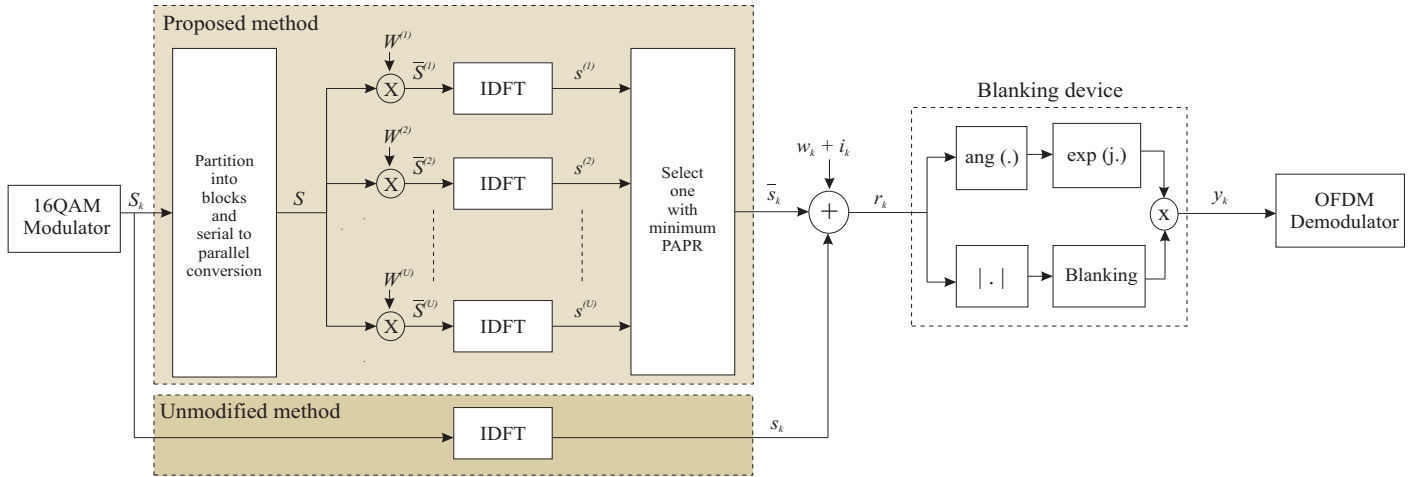 Proposed method
16QAM
Modulator
S_k
Partition
into
blocks
and
serial to
parallel
conversion
S
W^(1)
X
S̅^(1)
IDFT
s^(1)
W^(2)
X
S̅^(2)
IDFT
s^(2)
W^(U)
X
S̅^(U)
IDFT
s^(U)
Select
one
with
minimum
PAPR
s̅_k
Unmodified method
IDFT
s_k
w_k + i_k
+
r_k
Blanking device
ang (.)
exp (j.)
| . |
Blanking
x
y_k
OFDM
Demodulator